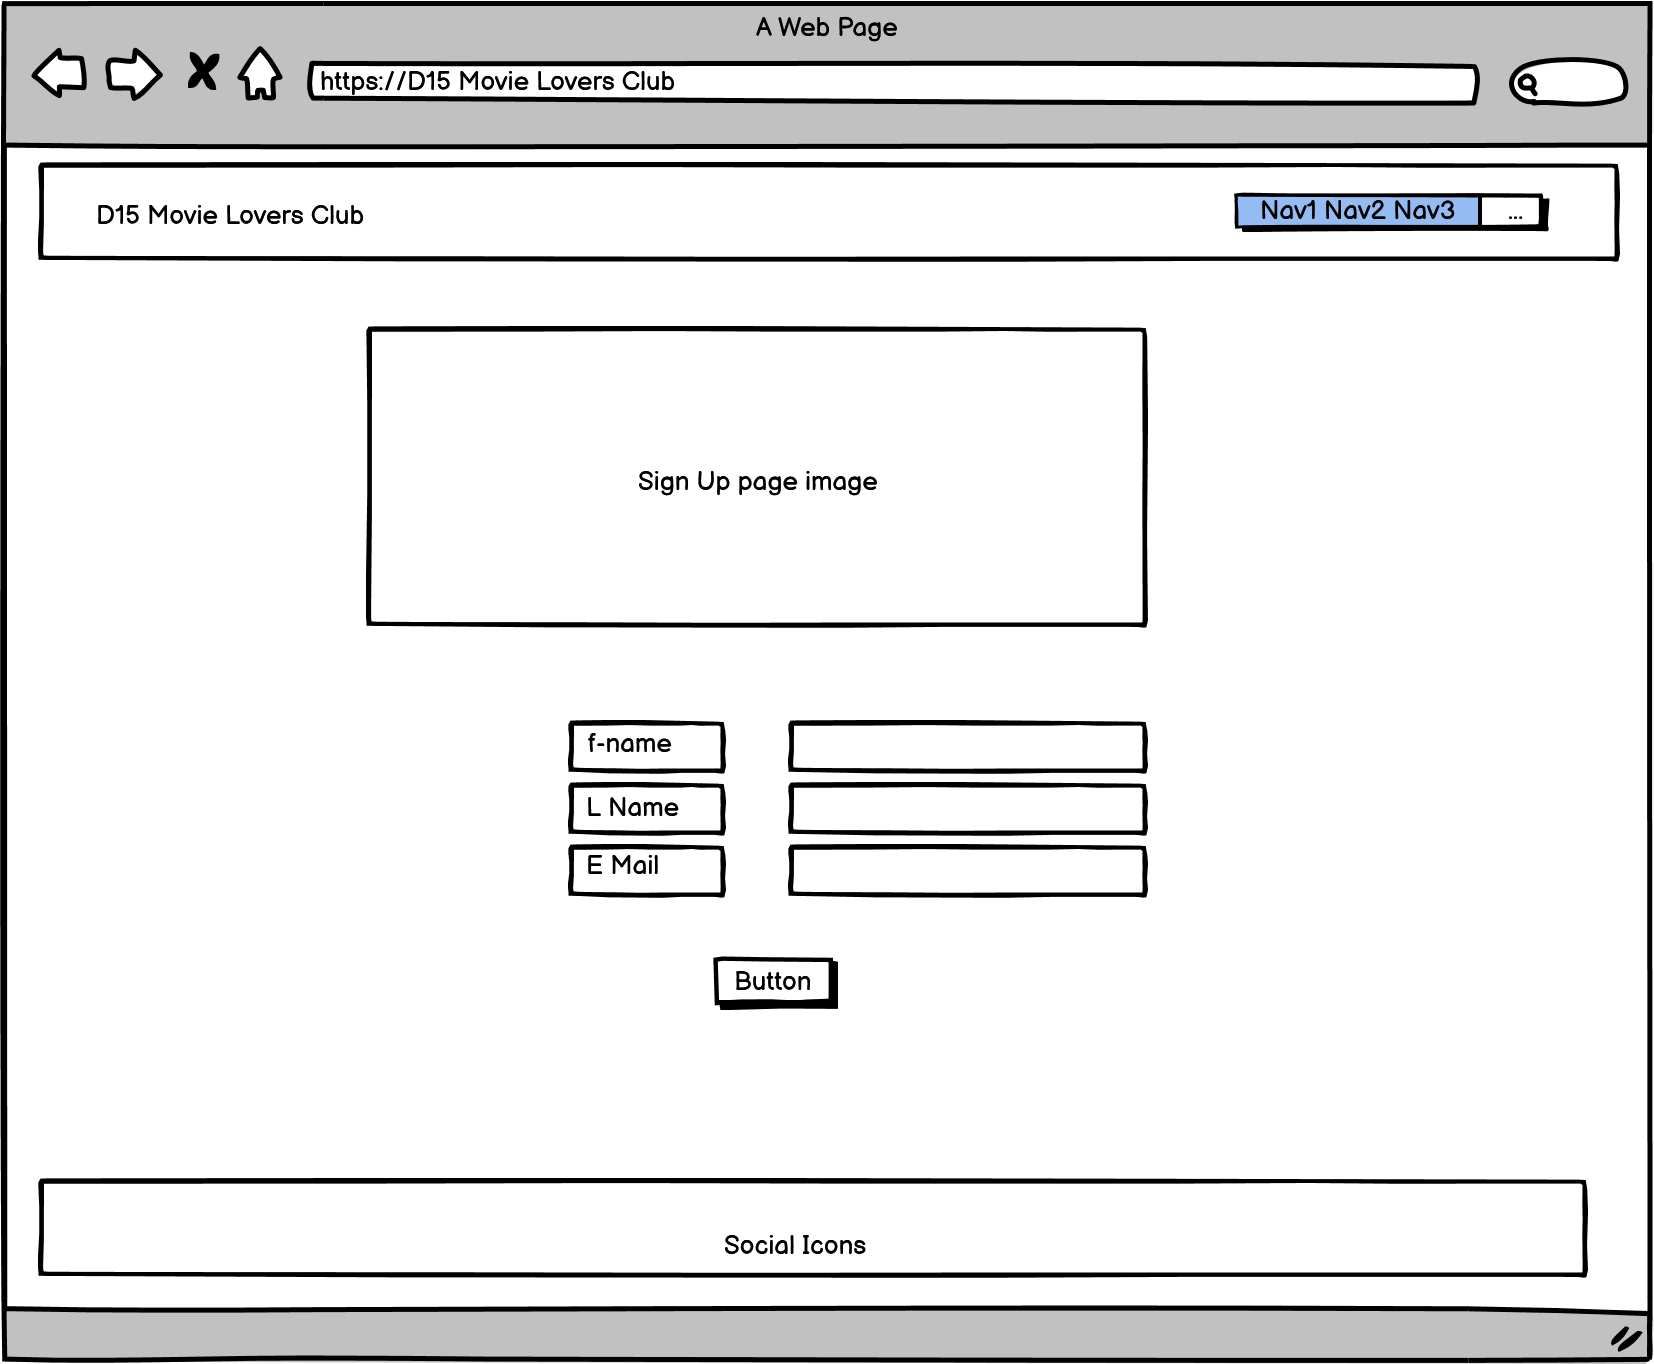 A Web Page
https://D15 Movie Lovers Club
D15 Movie Lovers Club
Nav1 Nav2 Nav3 ...
Sign Up page image
f-name
L Name
E Mail
Button
Social Icons